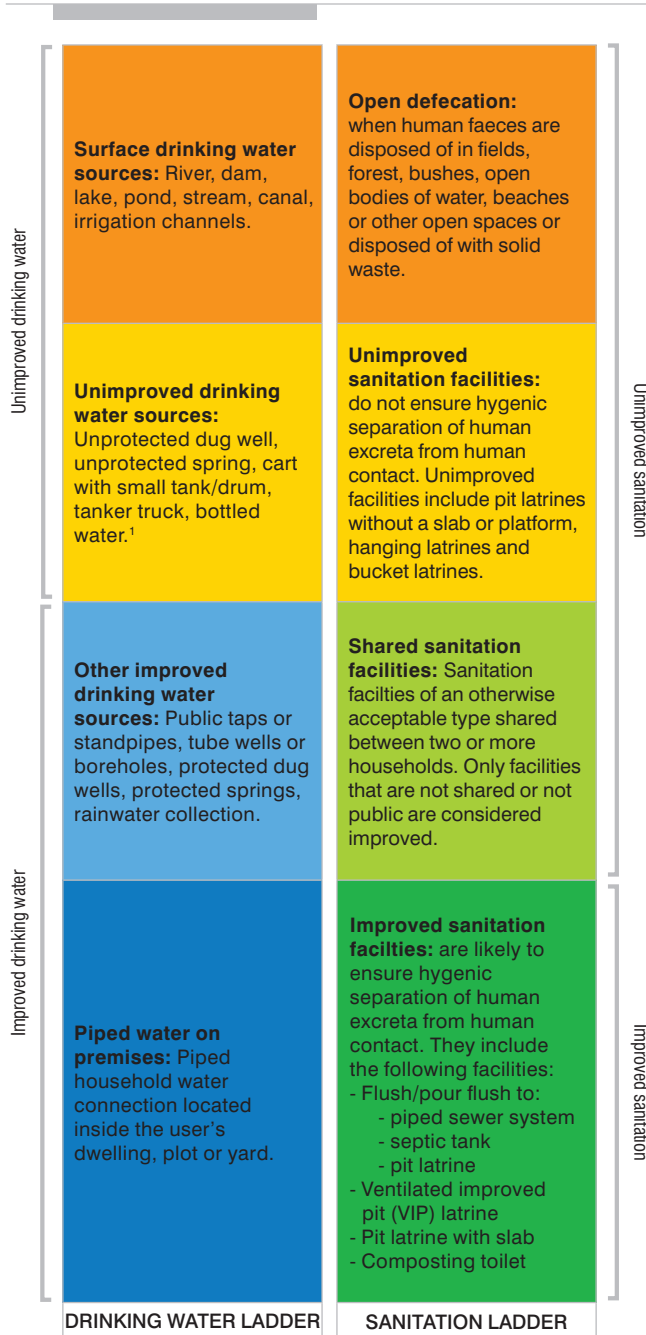 Unimproved drinking water
Improved drinking water
Surface drinking water
sources: River, dam,
lake, pond, stream, canal,
irrigation channels.
Unimproved drinking
water sources:
Unprotected dug well,
unprotected spring, cart
with small tank/drum,
tanker truck, bottled
water.¹
Other improved
drinking water
sources: Public taps or
standpipes, tube wells or
boreholes, protected dug
wells, protected springs,
rainwater collection.
Piped water on
premises: Piped
household water
connection located
inside the user's
dwelling, plot or yard.
DRINKING WATER LADDER
Open defecation:
when human faeces are
disposed of in fields,
forest, bushes, open
bodies of water, beaches
or other open spaces or
disposed of with solid
waste.
Unimproved
sanitation facilities:
do not ensure hygenic
separation of human
excreta from human
contact. Unimproved
facilities include pit latrines
without a slab or platform,
hanging latrines and
bucket latrines.
Shared sanitation
facilities: Sanitation
facilties of an otherwise
acceptable type shared
between two or more
households. Only facilities
that are not shared or not
public are considered
improved.
Improved sanitation
facilties: are likely to
ensure hygenic
separation of human
excreta from human
contact. They include
the following facilities:
- Flush/pour flush to:
- piped sewer system
- septic tank
- pit latrine
- Ventilated improved
pit (VIP) latrine
- Pit latrine with slab
- Composting toilet
SANITATION LADDER
Unimproved sanitation
Improved sanitation